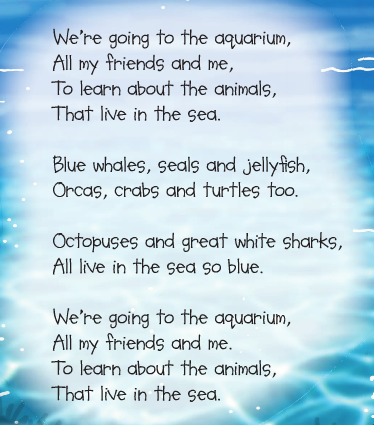 We're going to the aquarium,
All my friends and me,
To learn about the animals,
That live in the sea.
Blue whales, seals and jellyfish,
Orcas, crabs and turtles too.
Octopuses and great white sharks,
All live in the sea so blue.
We're going to the aquarium,
All my friends and me.
To learn about the animals,
That live in the sea.